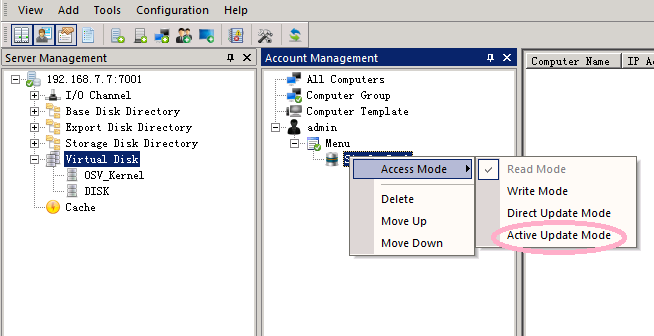 View Add Tools Configuration Help
Server Management
192.168.7.7:7001
I/O Channel
Base Disk Directory
Export Disk Directory
Storage Disk Directory
Virtual Disk
OSV_Kernel
DISK
Cache
Account Management
All Computers
Computer Group
Computer Template
admin
Menu
Access Mode
Delete
Move Up
Move Down
Read Mode
Write Mode
Direct Update Mode
Active Update Mode
Computer Name IP